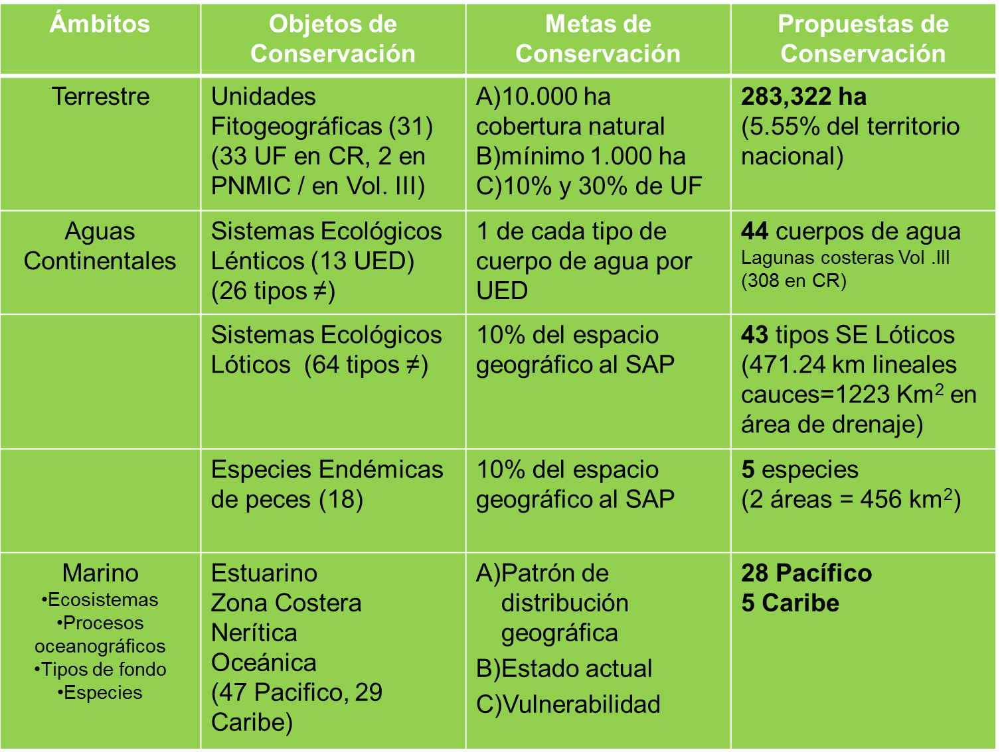 Ámbitos
Objetos de
Conservación
Metas de
Conservación
Propuestas de
Conservación
Terrestre
Unidades
Fitogeográficas (31)
(33 UF en CR, 2 en
PNMIC / en Vol. III)
A)10.000 ha
cobertura natural
B)mínimo 1.000 ha
C)10% y 30% de UF
283,322 ha
(5.55% del territorio
nacional)
Aguas
Continentales
Sistemas Ecológicos
Lénticos (13 UED)
(26 tipos ≠)
1 de cada tipo de
cuerpo de agua por
UED
44 cuerpos de agua
Lagunas costeras Vol .III
(308 en CR)
Sistemas Ecológicos
Lóticos  (64 tipos ≠)
10% del espacio
geográfico al SAP
43 tipos SE Lóticos
(471.24 km lineales
cauces=1223 Km² en
área de drenaje)
Especies Endémicas
de peces (18)
10% del espacio
geográfico al SAP
5 especies
(2 áreas = 456 km²)
Marino
•Ecosistemas
•Procesos
oceanográficos
•Tipos de fondo
•Especies
Estuarino
Zona Costera
Nerítica
Oceánica
(47 Pacifico, 29
Caribe)
A)Patrón de
distribución
geográfica
B)Estado actual
C)Vulnerabilidad
28 Pacífico
5 Caribe